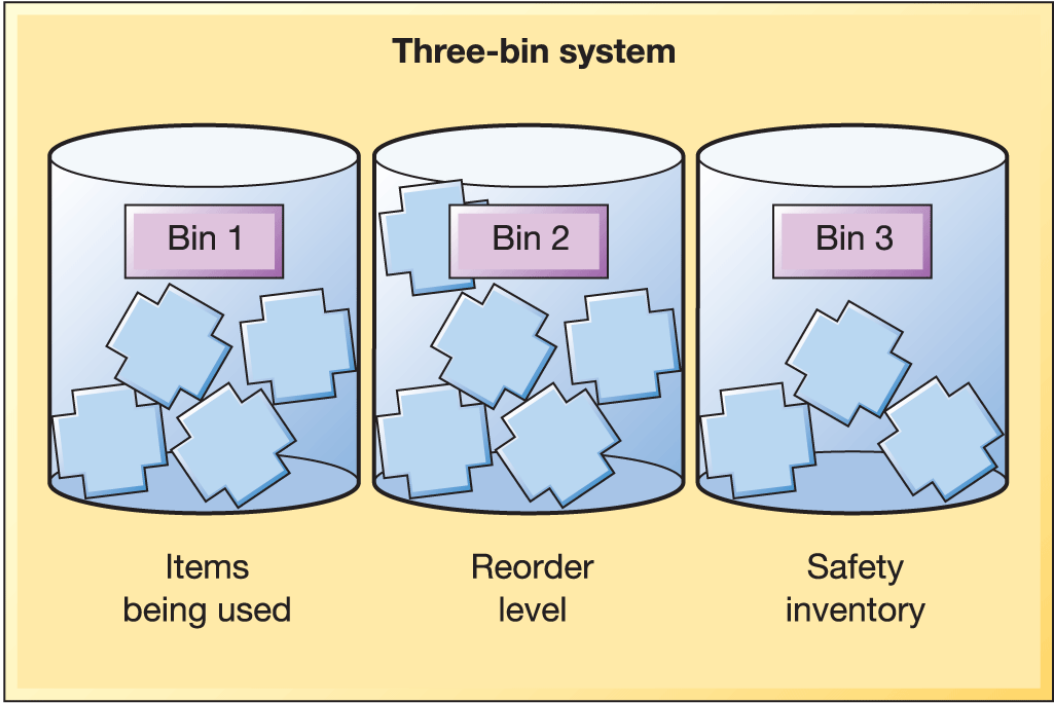 Three-bin system
Bin 1
Bin 2
Bin 3
Items
being used
Reorder
level
Safety
inventory